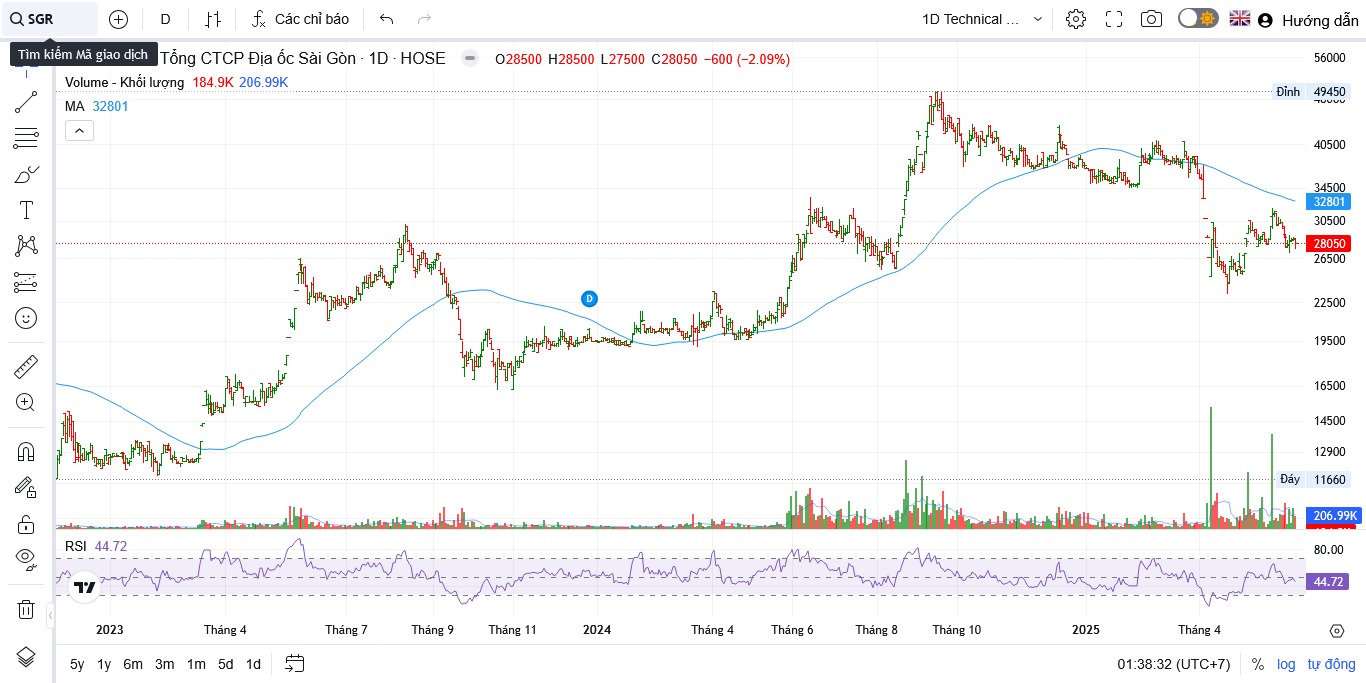 SGR
D
Các chỉ báo
1D Technical ...
Hướng dẫn
Tìm kiếm Mã giao dịch
Tổng CTCP Địa ốc Sài Gòn · 1D · HOSE
O28500 H28500 L27500 C28050 −600 (−2.09%)
Volume - Khối lượng 184.9K 206.99K
MA 32801
56000
Đỉnh 49450
40500
34500
32801
30500
28050
26500
D
22500
19500
16500
14500
12900
Đáy 11660
206.99K
RSI 44.72
80.00
44.72
2023 Tháng 4 Tháng 7 Tháng 9 Tháng 11 2024 Tháng 4 Tháng 6 Tháng 8 Tháng 10 2025 Tháng 4
5y 1y 6m 3m 1m 5d 1d
01:38:32 (UTC+7) % log tự động